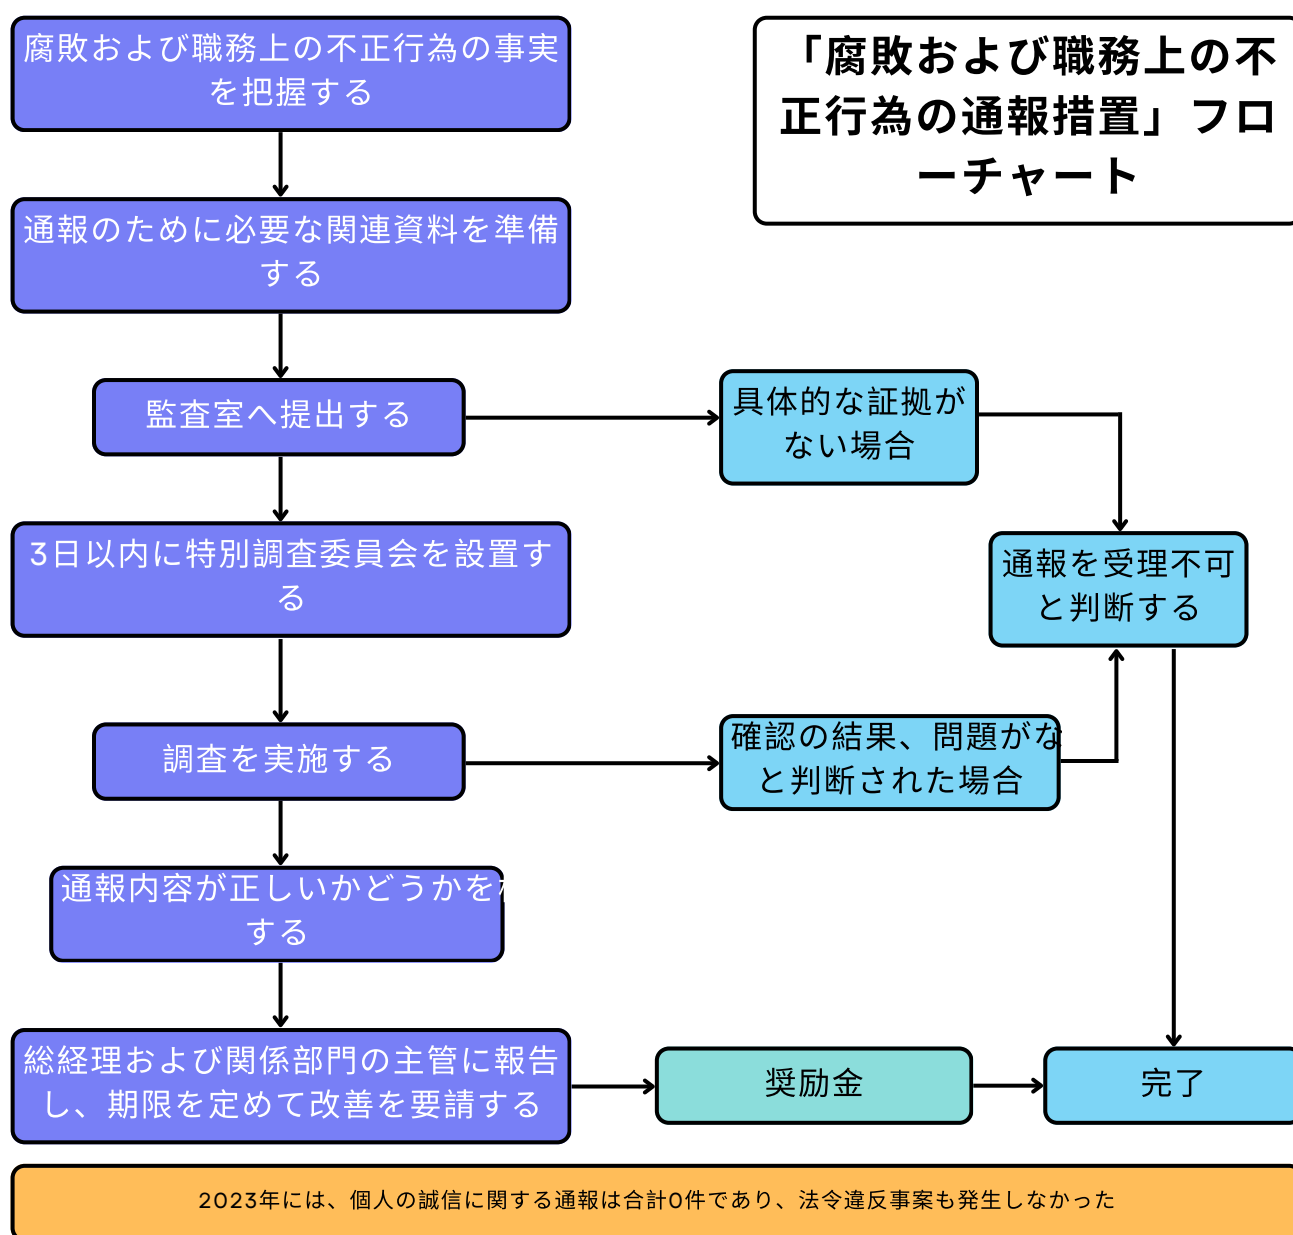 腐敗および職務上の不正行為の事実
を把握する
「腐敗および職務上の不
正行為の通報措置」フロ
ーチャート
通報のために必要な関連資料を準備
する
監査室へ提出する
具体的な証拠が
ない場合
3日以内に特別調査委員会を設置す
る
通報を受理不可
と判断する
調査を実施する
確認の結果、問題がな
と判断された場合
通報内容が正しいかどうかを
する
総経理および関係部門の主管に報告
し、期限を定めて改善を要請する
奨励金
完了
2023年には、個人の誠信に関する通報は合計0件であり、法令違反事案も発生しなかった